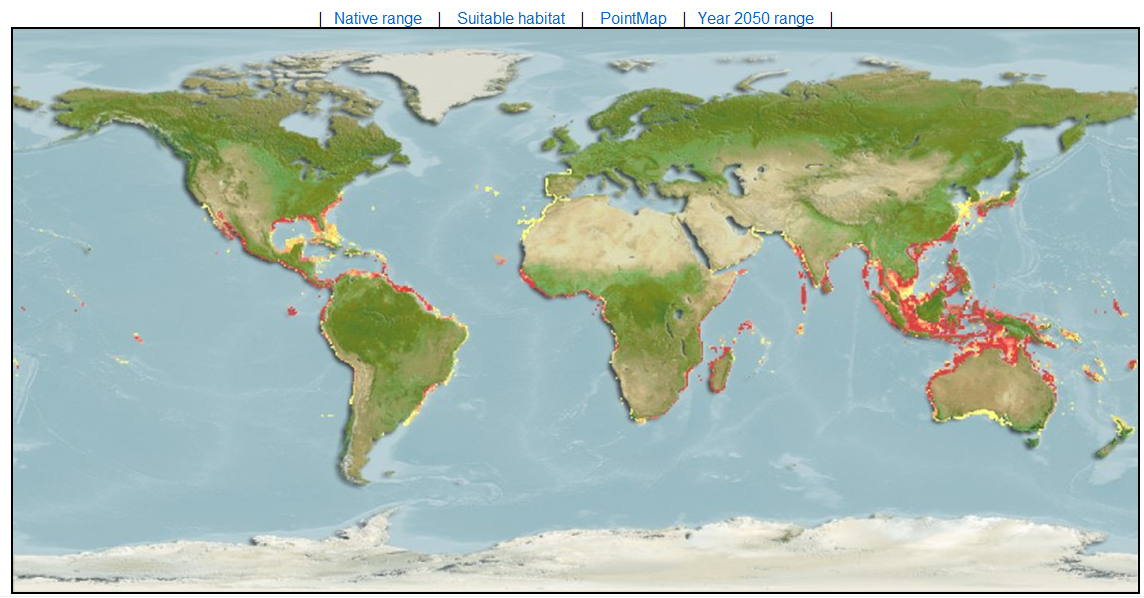 | Native range | Suitable habitat | PointMap | Year 2050 range |